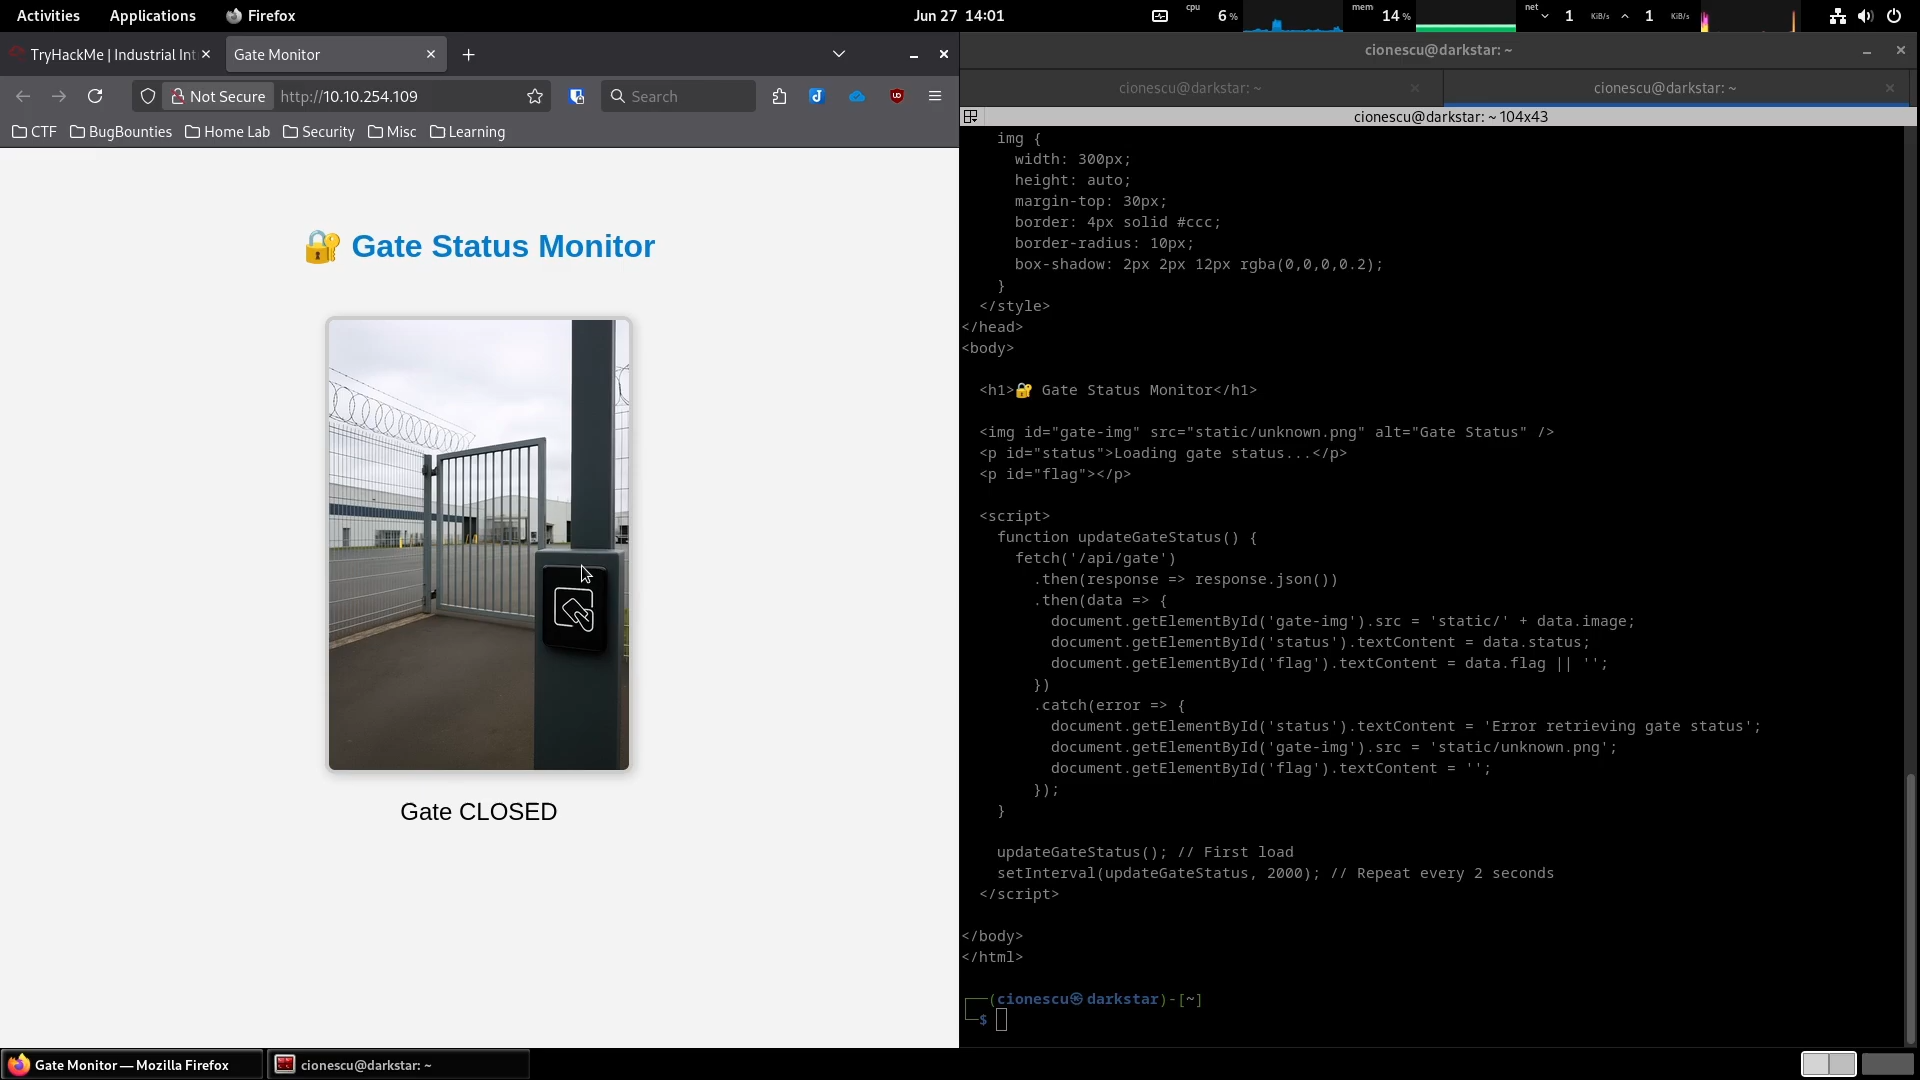 Activities Applications Firefox Jun 27 14:01 cpu 6 % mem 14 % net 1 KiB/s 1 KiB/s
TryHackMe | Industrial Int
Gate Monitor
Not Secure http://10.10.254.109 Search
CTF BugBounties Home Lab Security Misc Learning
🔐 Gate Status Monitor
Gate CLOSED
cionescu@darkstar: ~
cionescu@darkstar: ~ cionescu@darkstar: ~
cionescu@darkstar: ~ 104x43
img {
width: 300px;
height: auto;
margin-top: 30px;
border: 4px solid #ccc;
border-radius: 10px;
box-shadow: 2px 2px 12px rgba(0,0,0,0.2);
}
</style>
</head>
<body>
<h1>🔐 Gate Status Monitor</h1>
<img id="gate-img" src="static/unknown.png" alt="Gate Status" />
<p id="status">Loading gate status...</p>
<p id="flag"></p>
<script>
function updateGateStatus() {
fetch('/api/gate')
.then(response => response.json())
.then(data => {
document.getElementById('gate-img').src = 'static/' + data.image;
document.getElementById('status').textContent = data.status;
document.getElementById('flag').textContent = data.flag || '';
})
.catch(error => {
document.getElementById('status').textContent = 'Error retrieving gate status';
document.getElementById('gate-img').src = 'static/unknown.png';
document.getElementById('flag').textContent = '';
});
}
updateGateStatus(); // First load
setInterval(updateGateStatus, 2000); // Repeat every 2 seconds
</script>
</body>
</html>
┌──(cionescu㉿darkstar)-[~]
└─$
Gate Monitor — Mozilla Firefox cionescu@darkstar: ~